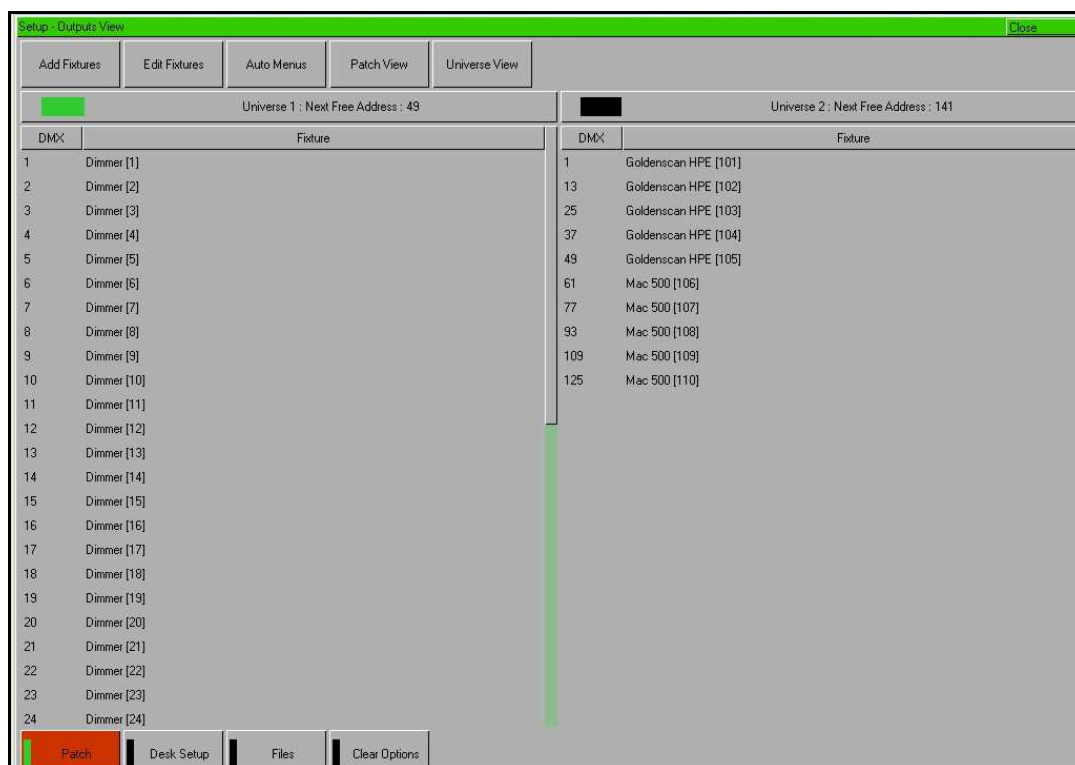 Setup - Outputs View Close
Add Fixtures Edit Fixtures Auto Menus Patch View Universe View
Universe 1 : Next Free Address : 49
DMX Fixture
1 Dimmer [1]
2 Dimmer [2]
3 Dimmer [3]
4 Dimmer [4]
5 Dimmer [5]
6 Dimmer [6]
7 Dimmer [7]
8 Dimmer [8]
9 Dimmer [9]
10 Dimmer [10]
11 Dimmer [11]
12 Dimmer [12]
13 Dimmer [13]
14 Dimmer [14]
15 Dimmer [15]
16 Dimmer [16]
17 Dimmer [17]
18 Dimmer [18]
19 Dimmer [19]
20 Dimmer [20]
21 Dimmer [21]
22 Dimmer [22]
23 Dimmer [23]
24 Dimmer [24]
Universe 2 : Next Free Address : 141
DMX Fixture
1 Goldenscan HPE [101]
13 Goldenscan HPE [102]
25 Goldenscan HPE [103]
37 Goldenscan HPE [104]
49 Goldenscan HPE [105]
61 Mac 500 [106]
77 Mac 500 [107]
93 Mac 500 [108]
109 Mac 500 [109]
125 Mac 500 [110]
Patch Desk Setup Files Clear Options